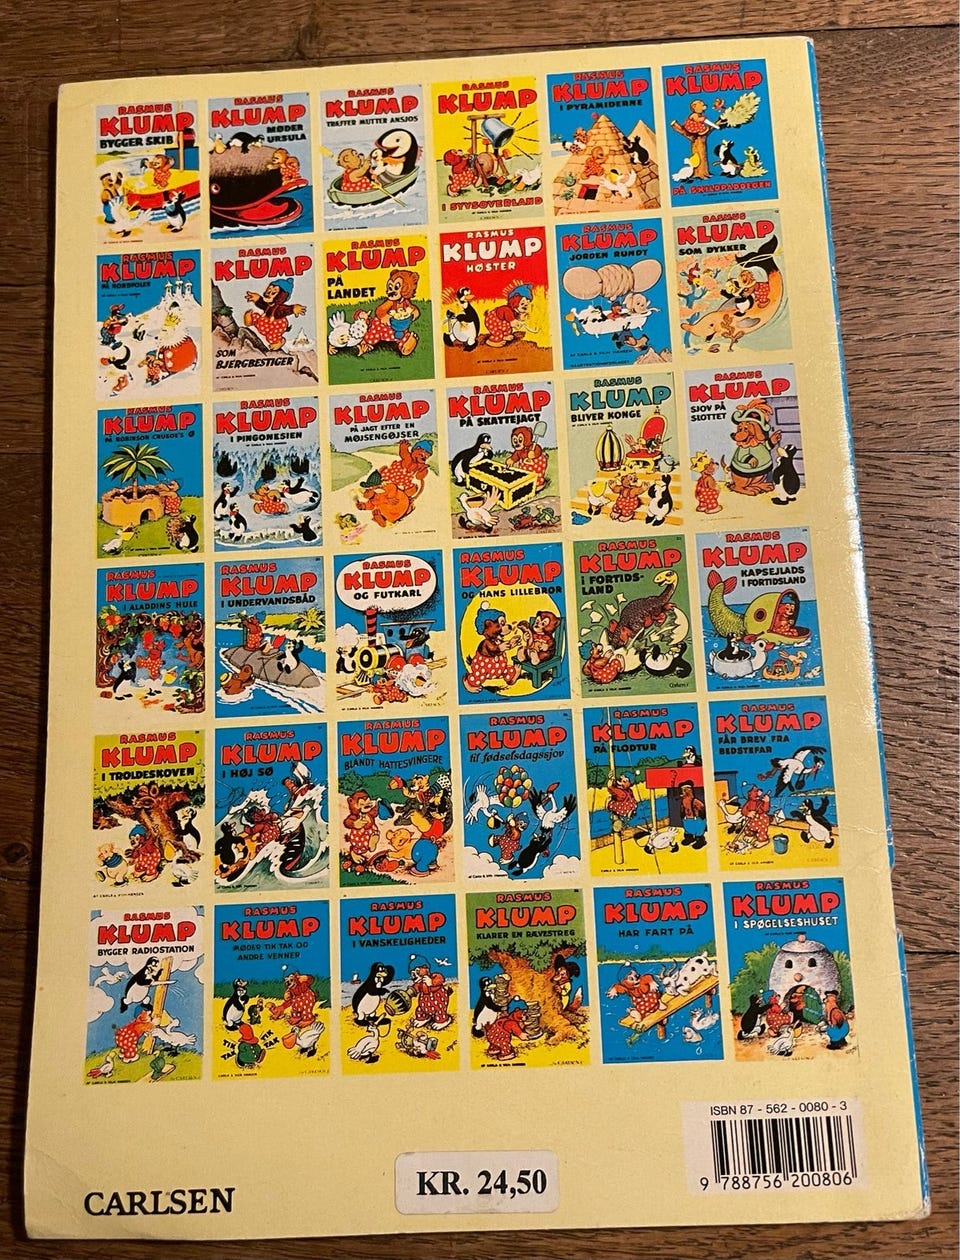 RASMUS
KLUMP
BYGGER SKIB
RASMUS
KLUMP
MØDER
URSULA
RASMUS
KLUMP
TRÆFFER MUTTER ANSJOS
RASMUS
KLUMP
I SYVSOVERLAND
RASMUS
KLUMP
I PYRAMIDERNE
RASMUS
KLUMP
PÅ SKILDPADDEØEN
RASMUS
KLUMP
PÅ NORDPOLEN
RASMUS
KLUMP
SOM
BJERGBESTIGER
RASMUS
KLUMP
PÅ
LANDET
RASMUS
KLUMP
HØSTER
RASMUS
KLUMP
JORDEN RUNDT
RASMUS
KLUMP
SOM DYKKER
RASMUS
KLUMP
PÅ ROBINSON CRUSOE'S Ø
RASMUS
KLUMP
I PINGONESIEN
RASMUS
KLUMP
PÅ JAGT EFTER EN
MØJSENGØJSER
RASMUS
KLUMP
PÅ SKATTEJAGT
RASMUS
KLUMP
BLIVER KONGE
RASMUS
KLUMP
SJOV PÅ
SLOTTET
RASMUS
KLUMP
I ALADDINS HULE
RASMUS
KLUMP
I UNDERVANDSBÅD
RASMUS
KLUMP
OG FUTKARL
RASMUS
KLUMP
OG HANS LILLEBROR
RASMUS
KLUMP
i FORTIDS-
LAND
RASMUS
KLUMP
KAPSEJLADS
I FORTIDSLAND
RASMUS
KLUMP
I TROLDESKOVEN
RASMUS
KLUMP
I HØJ SØ
RASMUS
KLUMP
BLANDT HATTESVINGERE
RASMUS
KLUMP
til fødselsdagssjov
RASMUS
KLUMP
PÅ FLODTUR
RASMUS
KLUMP
FÅR BREV FRA
BEDSTEFAR
RASMUS
KLUMP
BYGGER RADIOSTATION
RASMUS
KLUMP
MØDER TIK TAK OG
ANDRE VENNER
TIK
TAK
TIK
TAK
RASMUS
KLUMP
I VANSKELIGHEDER
RASMUS
KLUMP
KLARER EN RÆVESTREG
RASMUS
KLUMP
HAR FART PÅ
RASMUS
KLUMP
I SPØGELSESHUSET
ISBN 87 - 562 - 0080 - 3
9 788756 200806
KR. 24,50
CARLSEN